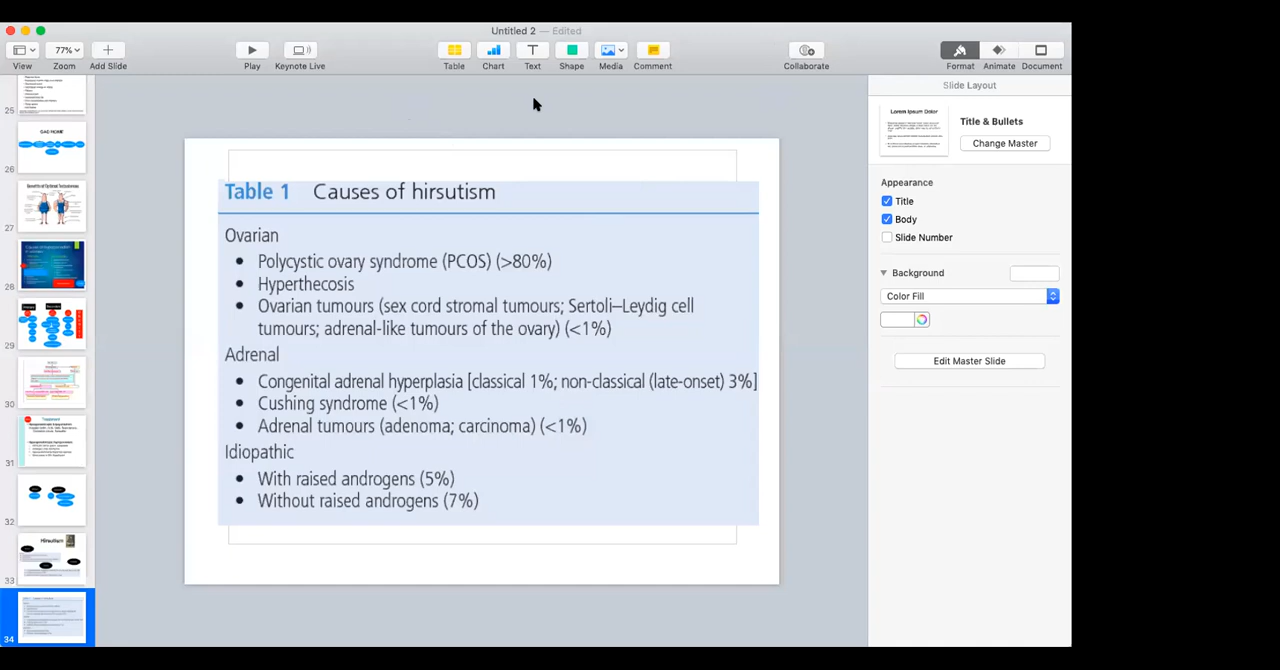 Untitled 2 — Edited
View
77%
Zoom
Add Slide
Play
Keynote Live
Table
Chart
Text
Shape
Media
Comment
Collaborate
Format
Animate
Document
Slide Layout
Lorem Ipsum Dolor
Title & Bullets
Change Master
Appearance
Title
Body
Slide Number
Background
Color Fill
Edit Master Slide
25
26
27
28
29
30
31
32
Hirsutism
33
34
Table 1 Causes of hirsutism
Ovarian
• Polycystic ovary syndrome (PCOS) (>80%)
• Hyperthecosis
• Ovarian tumurs (sex cord stromal tumours; Sertoli–Leydig cell
tumours; adrenal-like tumours of the ovary) (<1%)
Adrenal
• Congenital adrenal hyperplasia [classical 1%; non-classical (late-onset) 3%]
• Cushing syndrome (<1%)
• Adrenal tumours (adenoma; carcinoma) (<1%)
Idiopathic
• With raised androgens (5%)
• Without raised androgens (7%)